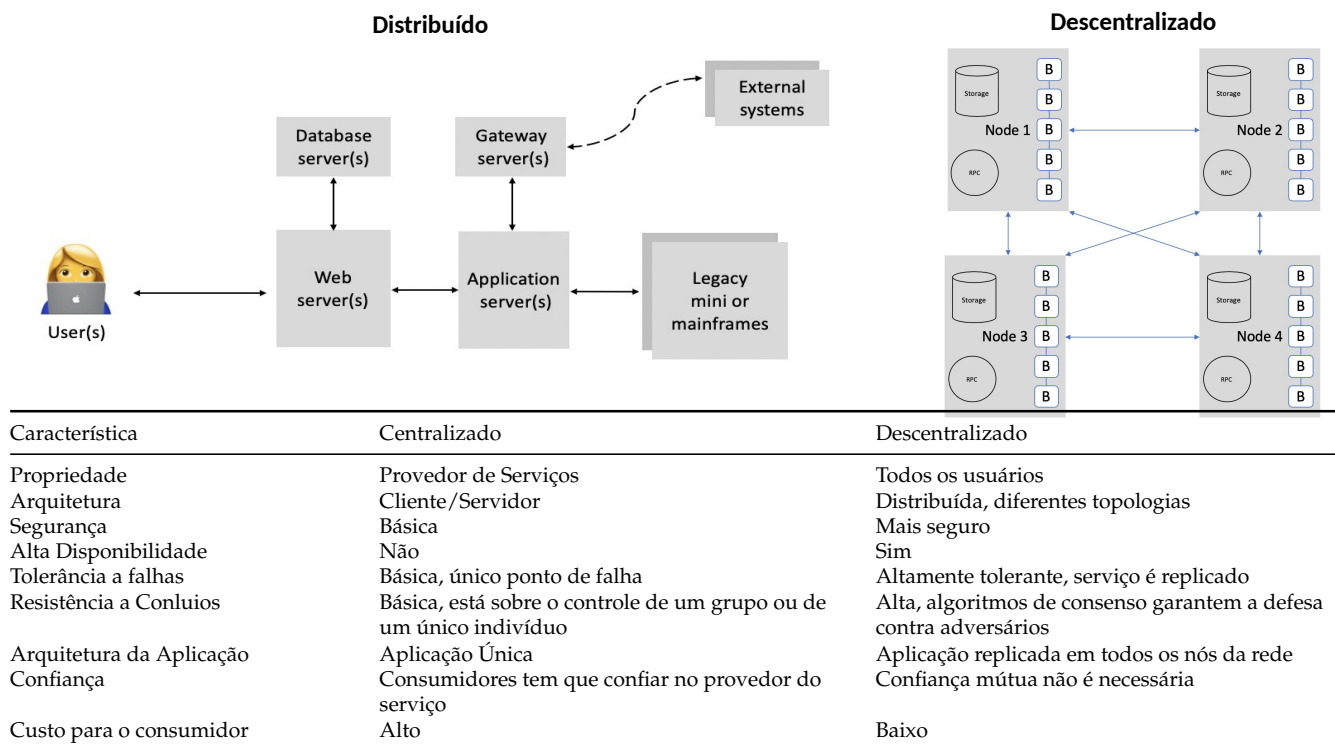 Distribuído
Descentralizado
External
systems
Database
server(s)
Gateway
server(s)
Web
server(s)
Application
server(s)
Legacy
mini or
mainframes
User(s)
Storage
Node 1
RPC
B
B
B
B
B
Storage
Node 2
RPC
B
B
B
B
B
Storage
Node 3
RPC
B
B
B
B
B
Storage
Node 4
RPC
B
B
B
B
B
Característica Centralizado Descentralizado
Propriedade Provedor de Serviços Todos os usuários
Arquitetura Cliente/Servidor Distribuída, diferentes topologias
Segurança Básica Mais seguro
Alta Disponibilidade Não Sim
Tolerância a falhas Básica, único ponto de falha Altamente tolerante, serviço é replicado
Resistência a Conluios Básica, está sobre o controle de um grupo ou de Alta, algoritmos de consenso garantem a defesa
um único indivíduo contra adversários
Arquitetura da Aplicação Aplicação Única Aplicação replicada em todos os nós da rede
Confiança Consumidores tem que confiar no provedor do Confiança mútua não é necessária
serviço
Custo para o consumidor Alto Baixo